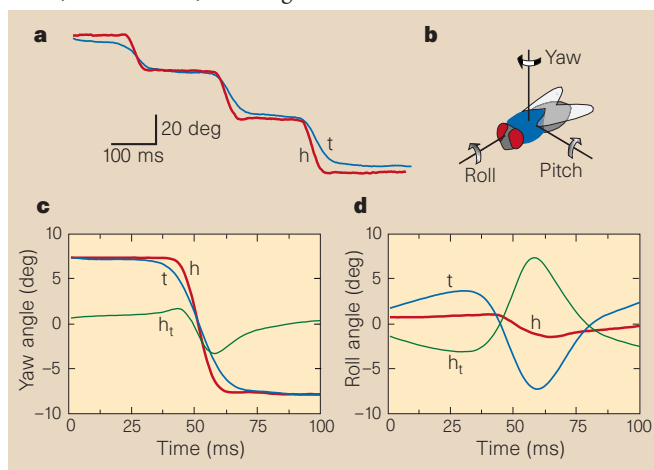 a
b
Yaw
20 deg
100 ms
t
h
Roll
Pitch
c
d
10
5
0
−5
−10
Yaw angle (deg)
h
t
h_t
0
25
50
75
100
Time (ms)
10
5
0
−5
−10
Roll angle (deg)
t
h
h_t
0
25
50
75
100
Time (ms)